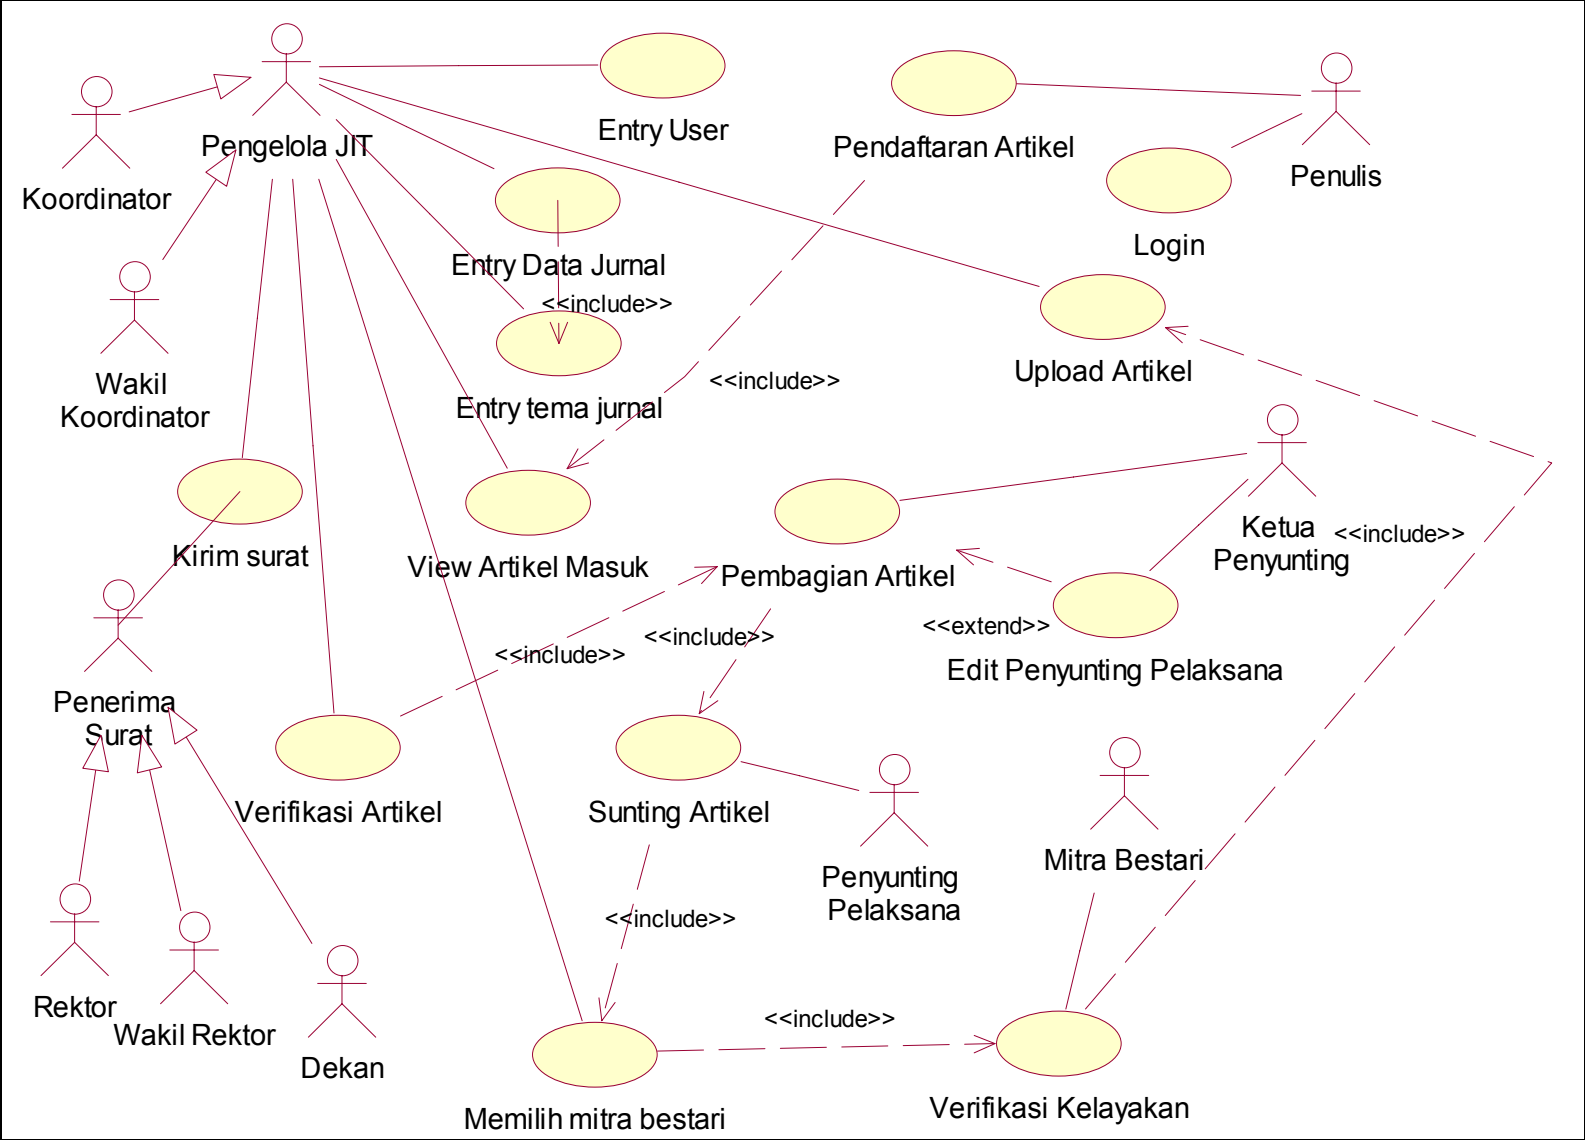 Entry User
Pengelola JIT
Pendaftaran Artikel
Penulis
Koordinator
Login
Entry Data Jurnal
<<include>>
Upload Artikel
Wakil
Koordinator
<<include>>
Entry tema jurnal
Kirim surat
View Artikel Masuk
Pembagian Artikel
Ketua
Penyunting
<<include>>
<<extend>>
<<include>>
<<include>>
Edit Penyunting Pelaksana
Penerima
Surat
Verifikasi Artikel
Sunting Artikel
Mitra Bestari
Penyunting
Pelaksana
<<include>>
Rektor
Wakil Rektor
Dekan
<<include>>
Memilih mitra bestari
Verifikasi Kelayakan